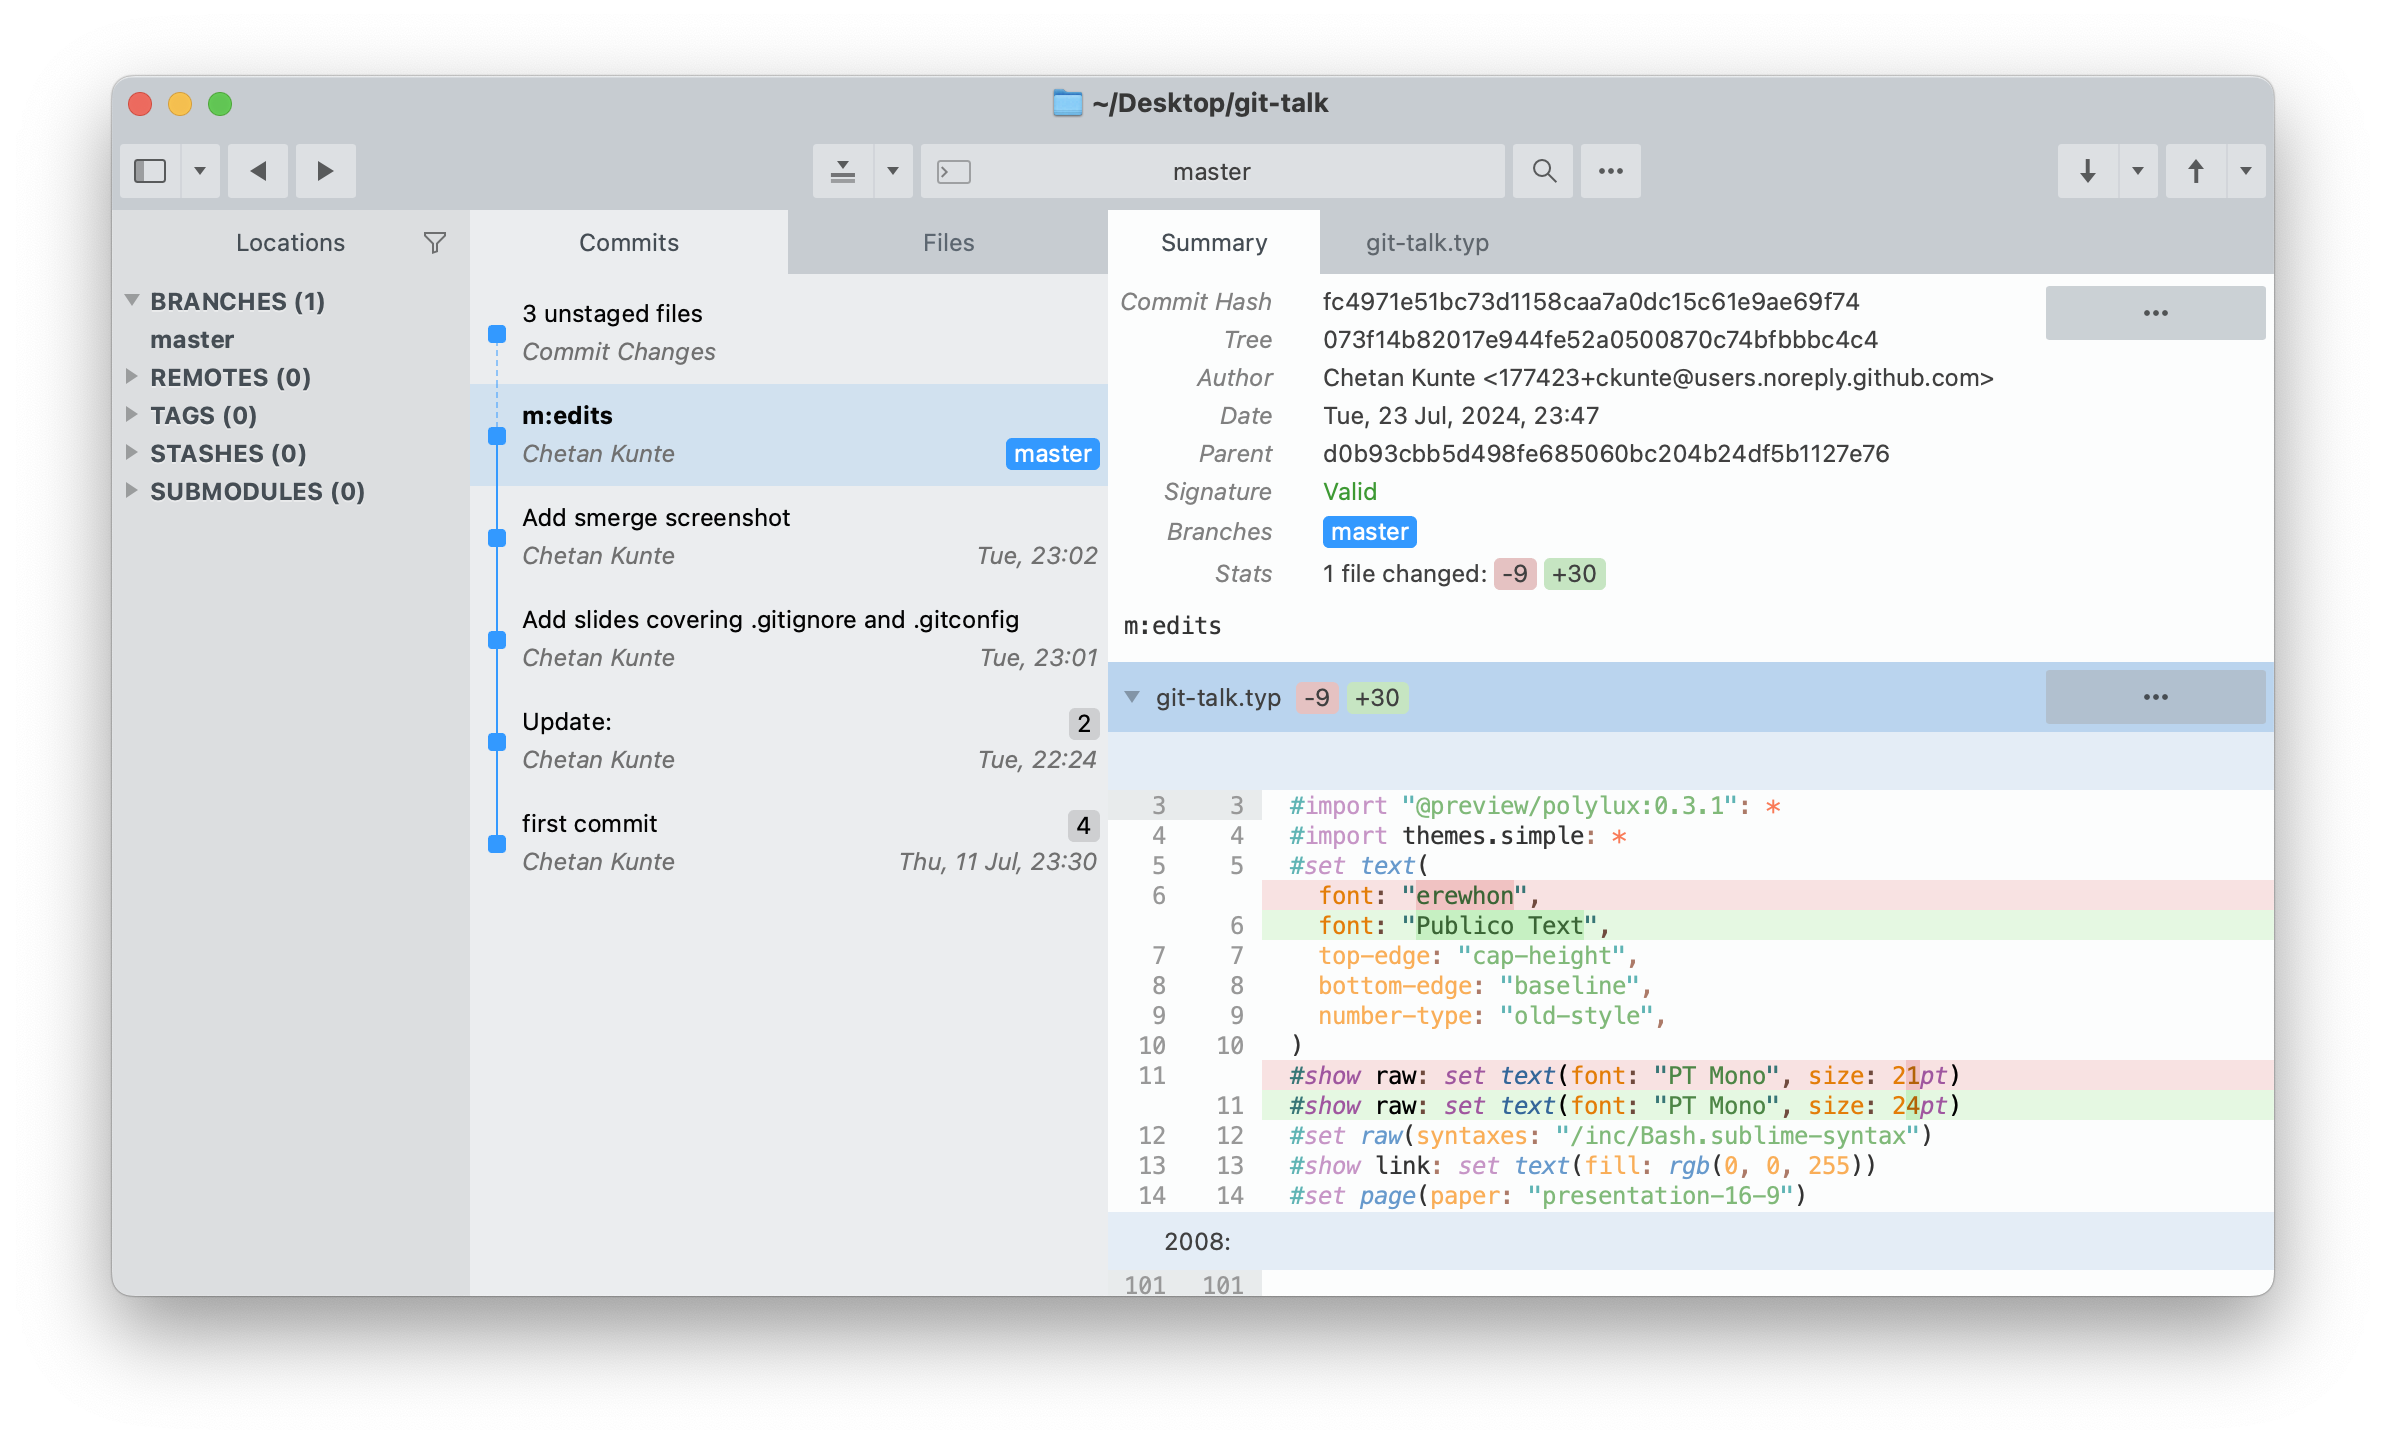 ~/Desktop/git-talk
master
Locations
BRANCHES (1)
master
REMOTES (0)
TAGS (0)
STASHES (0)
SUBMODULES (0)
Commits
Files
3 unstaged files
Commit Changes
m:edits
Chetan Kunte master
Add smerge screenshot
Chetan Kunte Tue, 23:02
Add slides covering .gitignore and .gitconfig
Chetan Kunte Tue, 23:01
Update: 2
Chetan Kunte Tue, 22:24
first commit 4
Chetan Kunte Thu, 11 Jul, 23:30
Summary
git-talk.typ
Commit Hash fc4971e51bc73d1158caa7a0dc15c61e9ae69f74
Tree 073f14b82017e944fe52a0500870c74bfbbbc4c4
Author Chetan Kunte <177423+ckunte@users.noreply.github.com>
Date Tue, 23 Jul, 2024, 23:47
Parent d0b93cbb5d498fe685060bc204b24df5b1127e76
Signature Valid
Branches master
Stats 1 file changed: -9 +30
m:edits
git-talk.typ -9 +30
3 3 #import "@preview/polylux:0.3.1": *
4 4 #import themes.simple: *
5 5 #set text(
6 font: "erewhon",
6 font: "Publico Text",
7 7 top-edge: "cap-height",
8 8 bottom-edge: "baseline",
9 9 number-type: "old-style",
10 10 )
11 #show raw: set text(font: "PT Mono", size: 21pt)
11 #show raw: set text(font: "PT Mono", size: 24pt)
12 12 #set raw(syntaxes: "/inc/Bash.sublime-syntax")
13 13 #show link: set text(fill: rgb(0, 0, 255))
14 14 #set page(paper: "presentation-16-9")
2008:
101 101